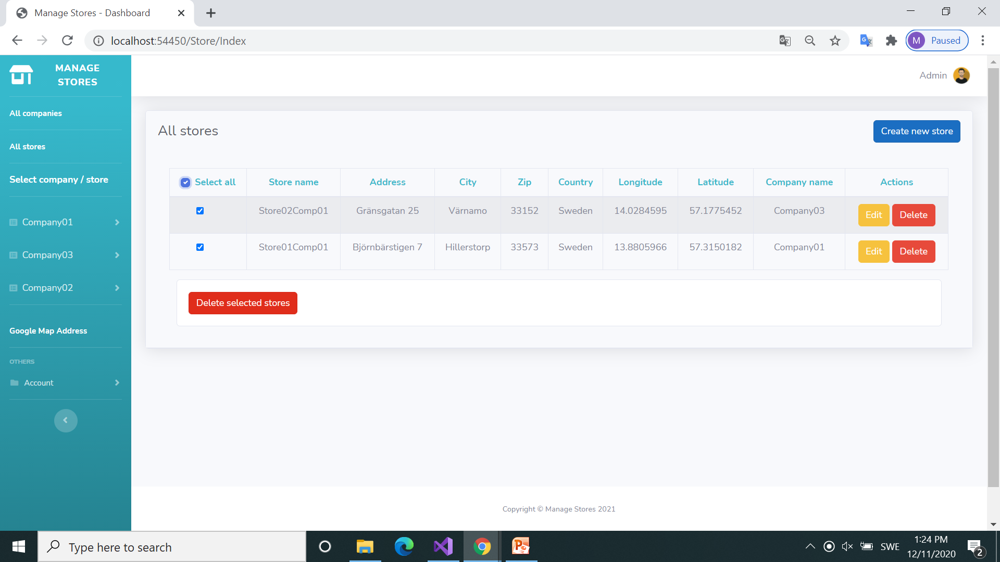 Manage Stores - Dashboard
localhost:54450/Store/Index
M Paused
MANAGE
STORES
Admin
All companies
All stores
Select company / store
Company01
Company03
Company02
Google Map Address
OTHERS
Account
All stores
Create new store
Select all Store name Address City Zip Country Longitude Latitude Company name Actions
Store02Comp01 Gränsgatan 25 Värnamo 33152 Sweden 14.0284595 57.1775452 Company03 Edit Delete
Store01Comp01 Björnbärstigen 7 Hillerstorp 33573 Sweden 13.8805966 57.3150182 Company01 Edit Delete
Delete selected stores
Copyright © Manage Stores 2021
Type here to search
SWE
1:24 PM
12/11/2020
2